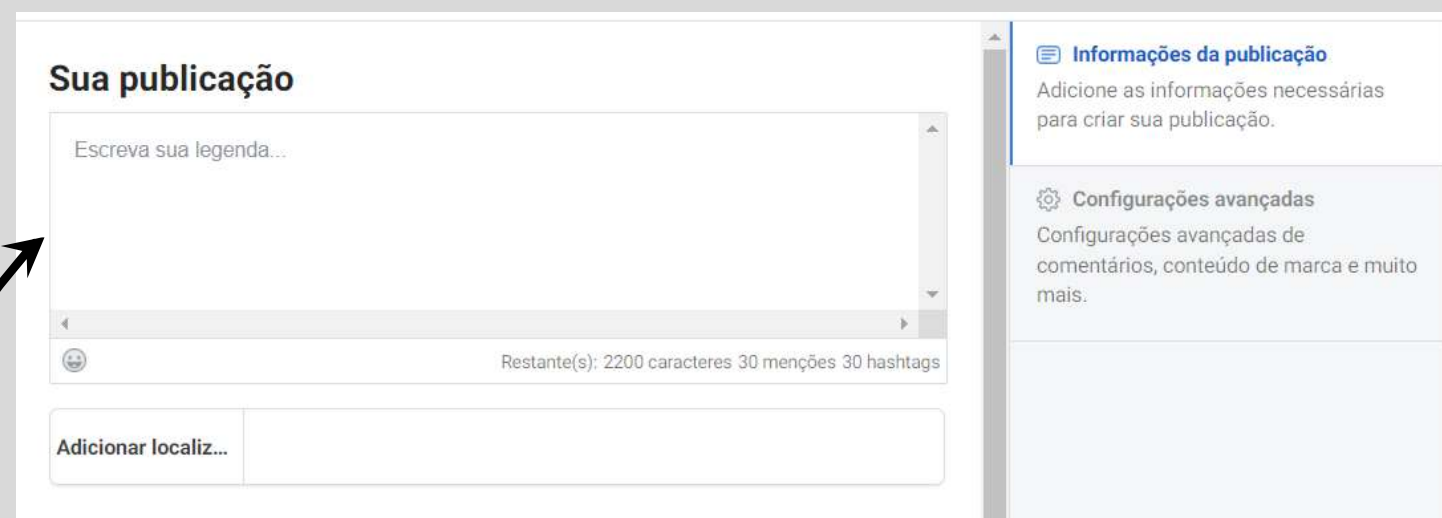 Sua publicação
Escreva sua legenda...
Restante(s): 2200 caracteres 30 menções 30 hashtags
Adicionar localiz...
Informações da publicação
Adicione as informações necessárias
para criar sua publicação.
Configurações avançadas
Configurações avançadas de
comentários, conteúdo de marca e muito
mais.